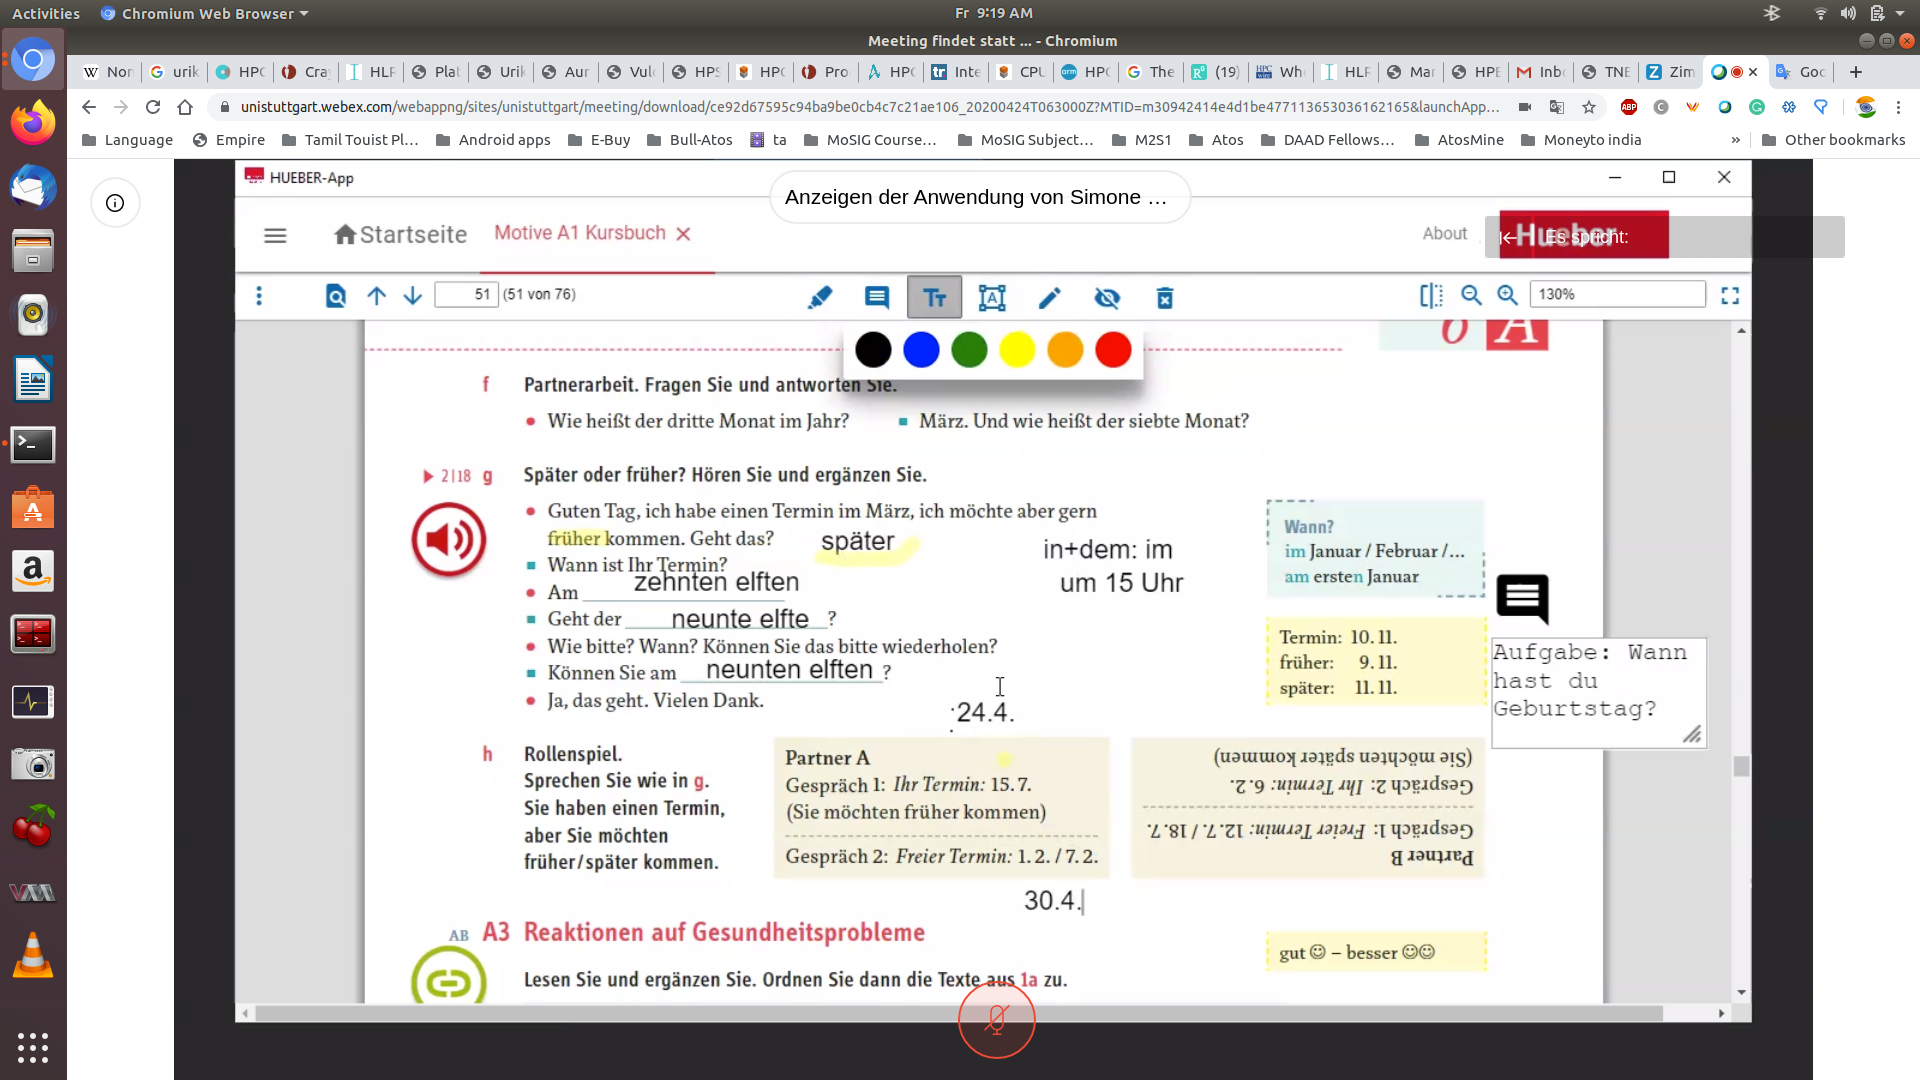 Activities Chromium Web Browser Fr 9:19 AM
Meeting findet statt ... - Chromium
Nor urik HPC Cra HLR Plat Urik Aur Vulc HPS HPC Pro HPC Inte CPU HPC The (19) Wh HLR Mar HPE Inb TNE Zim Goc
unistuttgart.webex.com/webappng/sites/unistuttgart/meeting/download/ce92d67595c94ba9be0cb4c7c21ae106_20200424T063000Z?MTID=m30942414e4d1be477113653036162165&launchApp...
Language Empire Tamil Touist Pl... Android apps E-Buy Bull-Atos ta MoSIG Course... MoSIG Subject... M2S1 Atos DAAD Fellows... AtosMine Moneyto india » Other bookmarks
HUEBER-App
Anzeigen der Anwendung von Simone ...
Startseite Motive A1 Kursbuch About Hueber
Es spricht:
51 (51 von 76) 130%
6 A
f Partnerarbeit. Fragen Sie und antworten Sie.
Wie heißt der dritte Monat im Jahr? März. Und wie heißt der siebte Monat?
2|18 g Später oder früher? Hören Sie und ergänzen Sie.
Guten Tag, ich habe einen Termin im März, ich möchte aber gern
früher kommen. Geht das? später
Wann ist Ihr Termin?
Am zehnten elften
Geht der neunte elfte ?
Wie bitte? Wann? Können Sie das bitte wiederholen?
Können Sie am neunten elften ?
Ja, das geht. Vielen Dank.
in+dem: im
um 15 Uhr
Wann?
im Januar / Februar /...
am ersten Januar
Termin: 10. 11.
früher: 9. 11.
später: 11. 11.
Aufgabe: Wann
hast du
Geburtstag?
24.4.
h Rollenspiel.
Sprechen Sie wie in g.
Sie haben einen Termin,
aber Sie möchten
früher/später kommen.
Partner A
Gespräch 1: Ihr Termin: 15. 7.
(Sie möchten früher kommen)
Gespräch 2: Freier Termin: 1. 2. / 7. 2.
Partner B
Gespräch 1: Freier Termin: 12. 7. / 18. 7.
Gespräch 2: Ihr Termin: 6. 2.
(Sie möchten später kommen)
30.4.
AB A3 Reaktionen auf Gesundheitsprobleme
gut ☺ – besser ☺☺
Lesen Sie und ergänzen Sie. Ordnen Sie dann die Texte aus 1a zu.